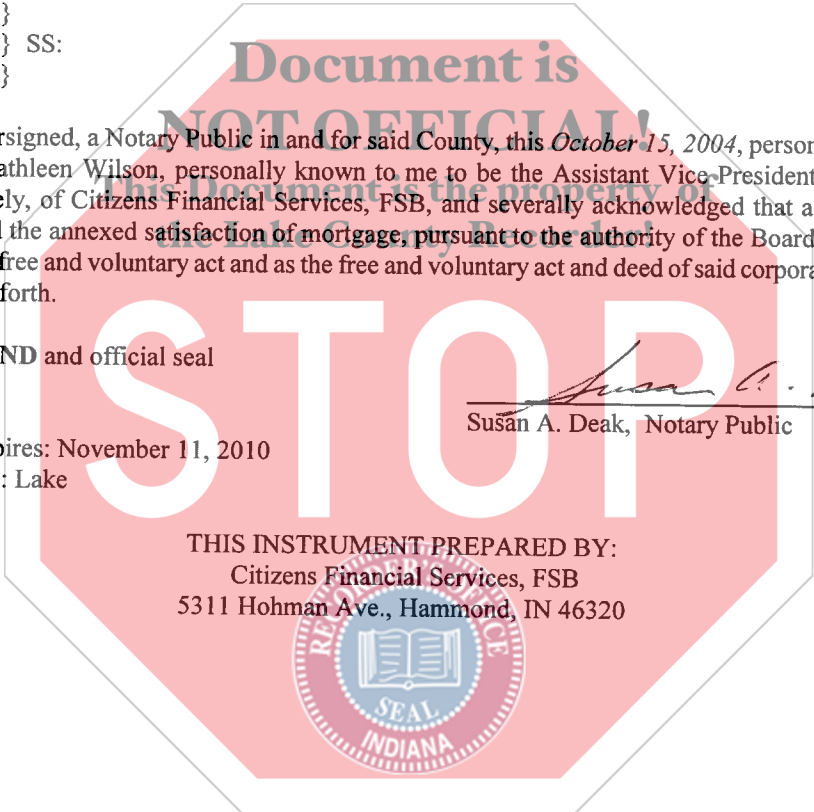 }
} SS:
}
Document is
NOT OFFICIAL!
This Document is the property of
the Lake County Recorder!
rsigned, a Notary Public in and for said County, this October 15, 2004, person
athleen Wilson, personally known to me to be the Assistant Vice-President
ely, of Citizens Financial Services, FSB, and severally acknowledged that a
the annexed satisfaction of mortgage, pursuant to the authority of the Board
free and voluntary act and as the free and voluntary act and deed of said corpora
forth.
STOP
ND and official seal
Susan A.
Susan A. Deak, Notary Public
pires: November 11, 2010
: Lake
THIS INSTRUMENT PREPARED BY:
Citizens Financial Services, FSB
5311 Hohman Ave., Hammond, IN 46320
RECORDER'S OFFICE
SEAL
INDIANA